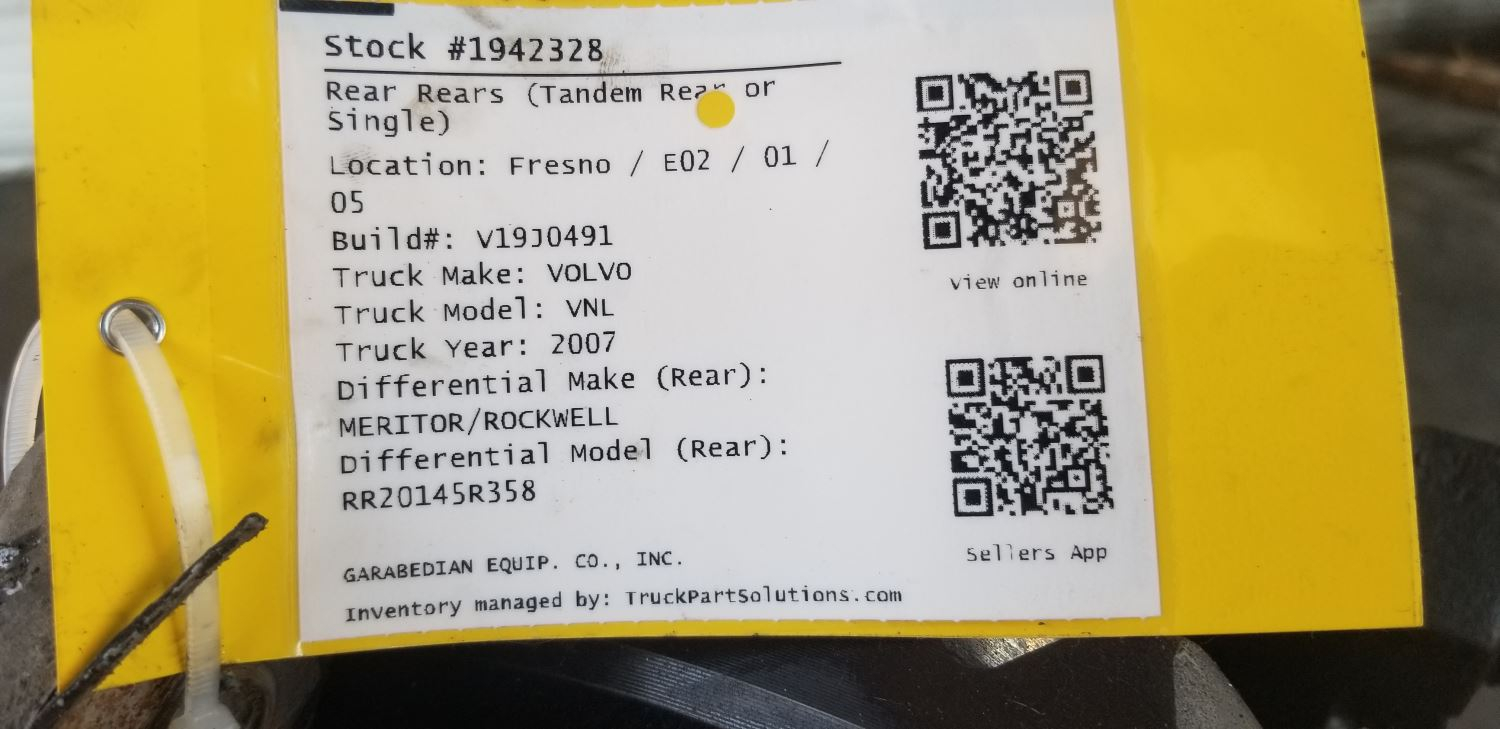 Stock #1942328
Rear Rears (Tandem Rear or
Single)
Location: Fresno / E02 / 01 /
05
Build#: V19J0491
Truck Make: VOLVO
Truck Model: VNL
Truck Year: 2007
Differential Make (Rear):
MERITOR/ROCKWELL
Differential Model (Rear):
RR20145R358
GARABEDIAN EQUIP. CO., INC.
Inventory managed by: TruckPartSolutions.com
View online
Sellers App